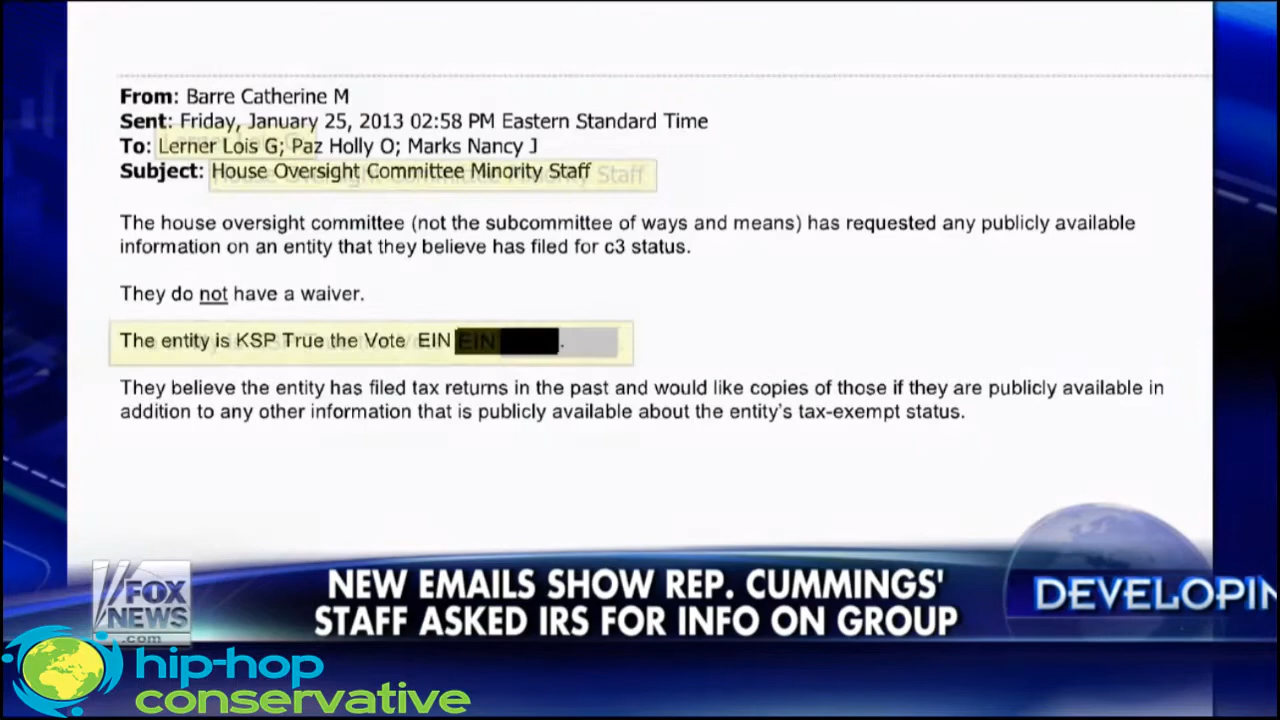 From: Barre Catherine M
Sent: Friday, January 25, 2013 02:58 PM Eastern Standard Time
To: Lerner Lois G; Paz Holly O; Marks Nancy J
Subject: House Oversight Committee Minority Staff
The house oversight committee (not the subcommittee of ways and means) has requested any publicly available
information on an entity that they believe has filed for c3 status.
They do not have a waiver.
The entity is KSP True the Vote EIN .
They believe the entity has filed tax returns in the past and would like copies of those if they are publicly available in
addition to any other information that is publicly available about the entity's tax-exempt status.
NEW EMAILS SHOW REP. CUMMINGS'
STAFF ASKED IRS FOR INFO ON GROUP
DEVELOPIN
FOX
NEWS
.com
hip-hop
conservative